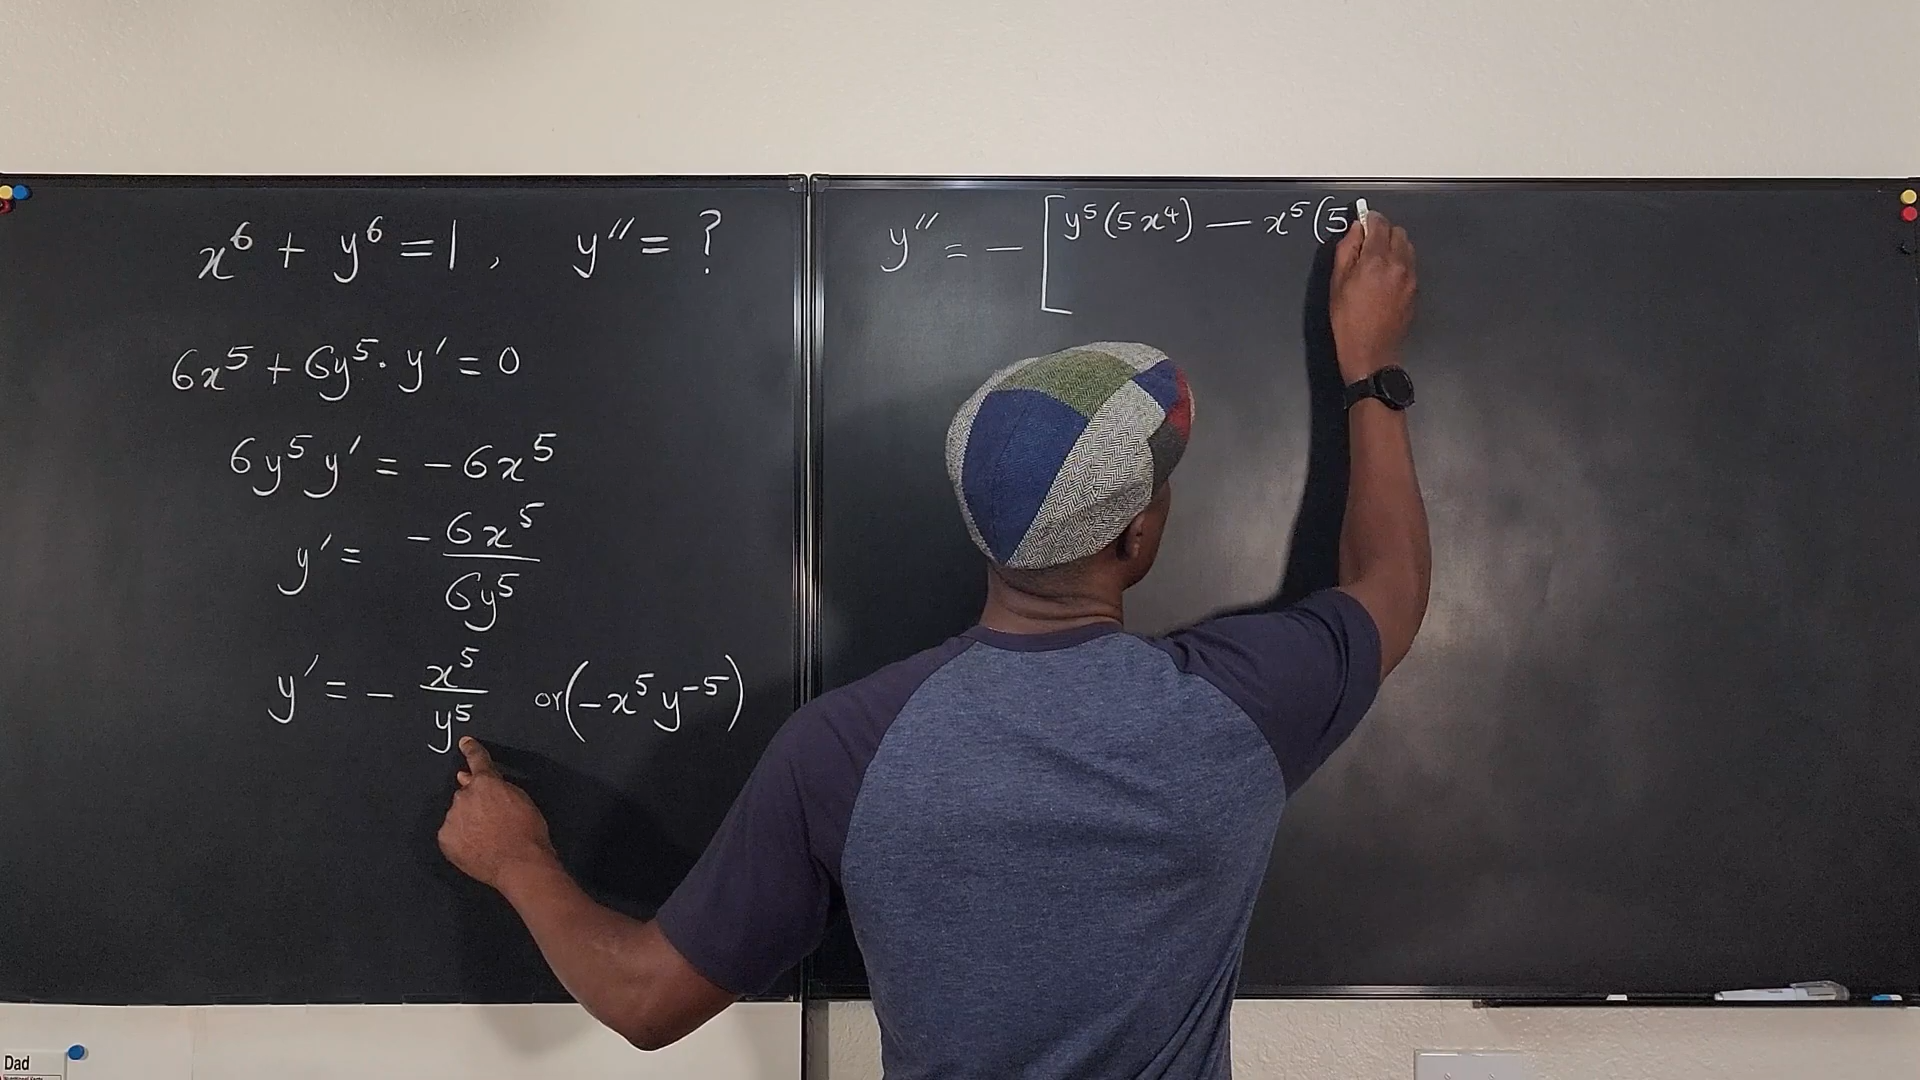 x⁶ + y⁶ = 1, y'' = ?
6x⁵ + 6y⁵ · y' = 0
6y⁵y' = -6x⁵
y' = -6x⁵/6y⁵
y' = - x⁵/y⁵ or (-x⁵y⁻⁵)
y'' = - [y⁵(5x⁴) - x⁵(5
Dad